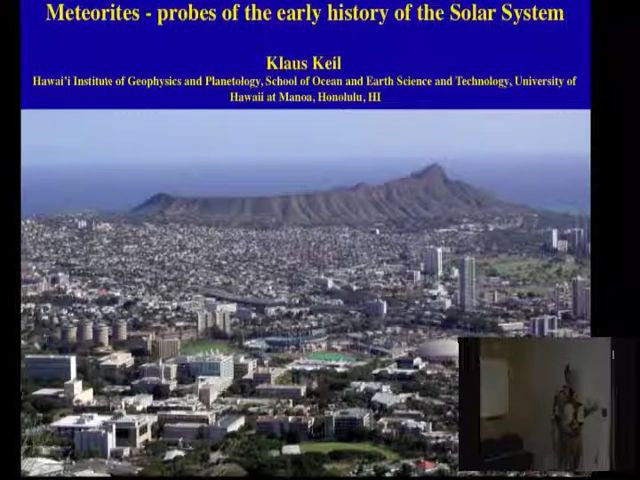 Meteorites - probes of the early history of the Solar System
Klaus Keil
Hawai'i Institute of Geophysics and Planetology, School of Ocean and Earth Science and Technology, University of
Hawaii at Manoa, Honolulu, HI